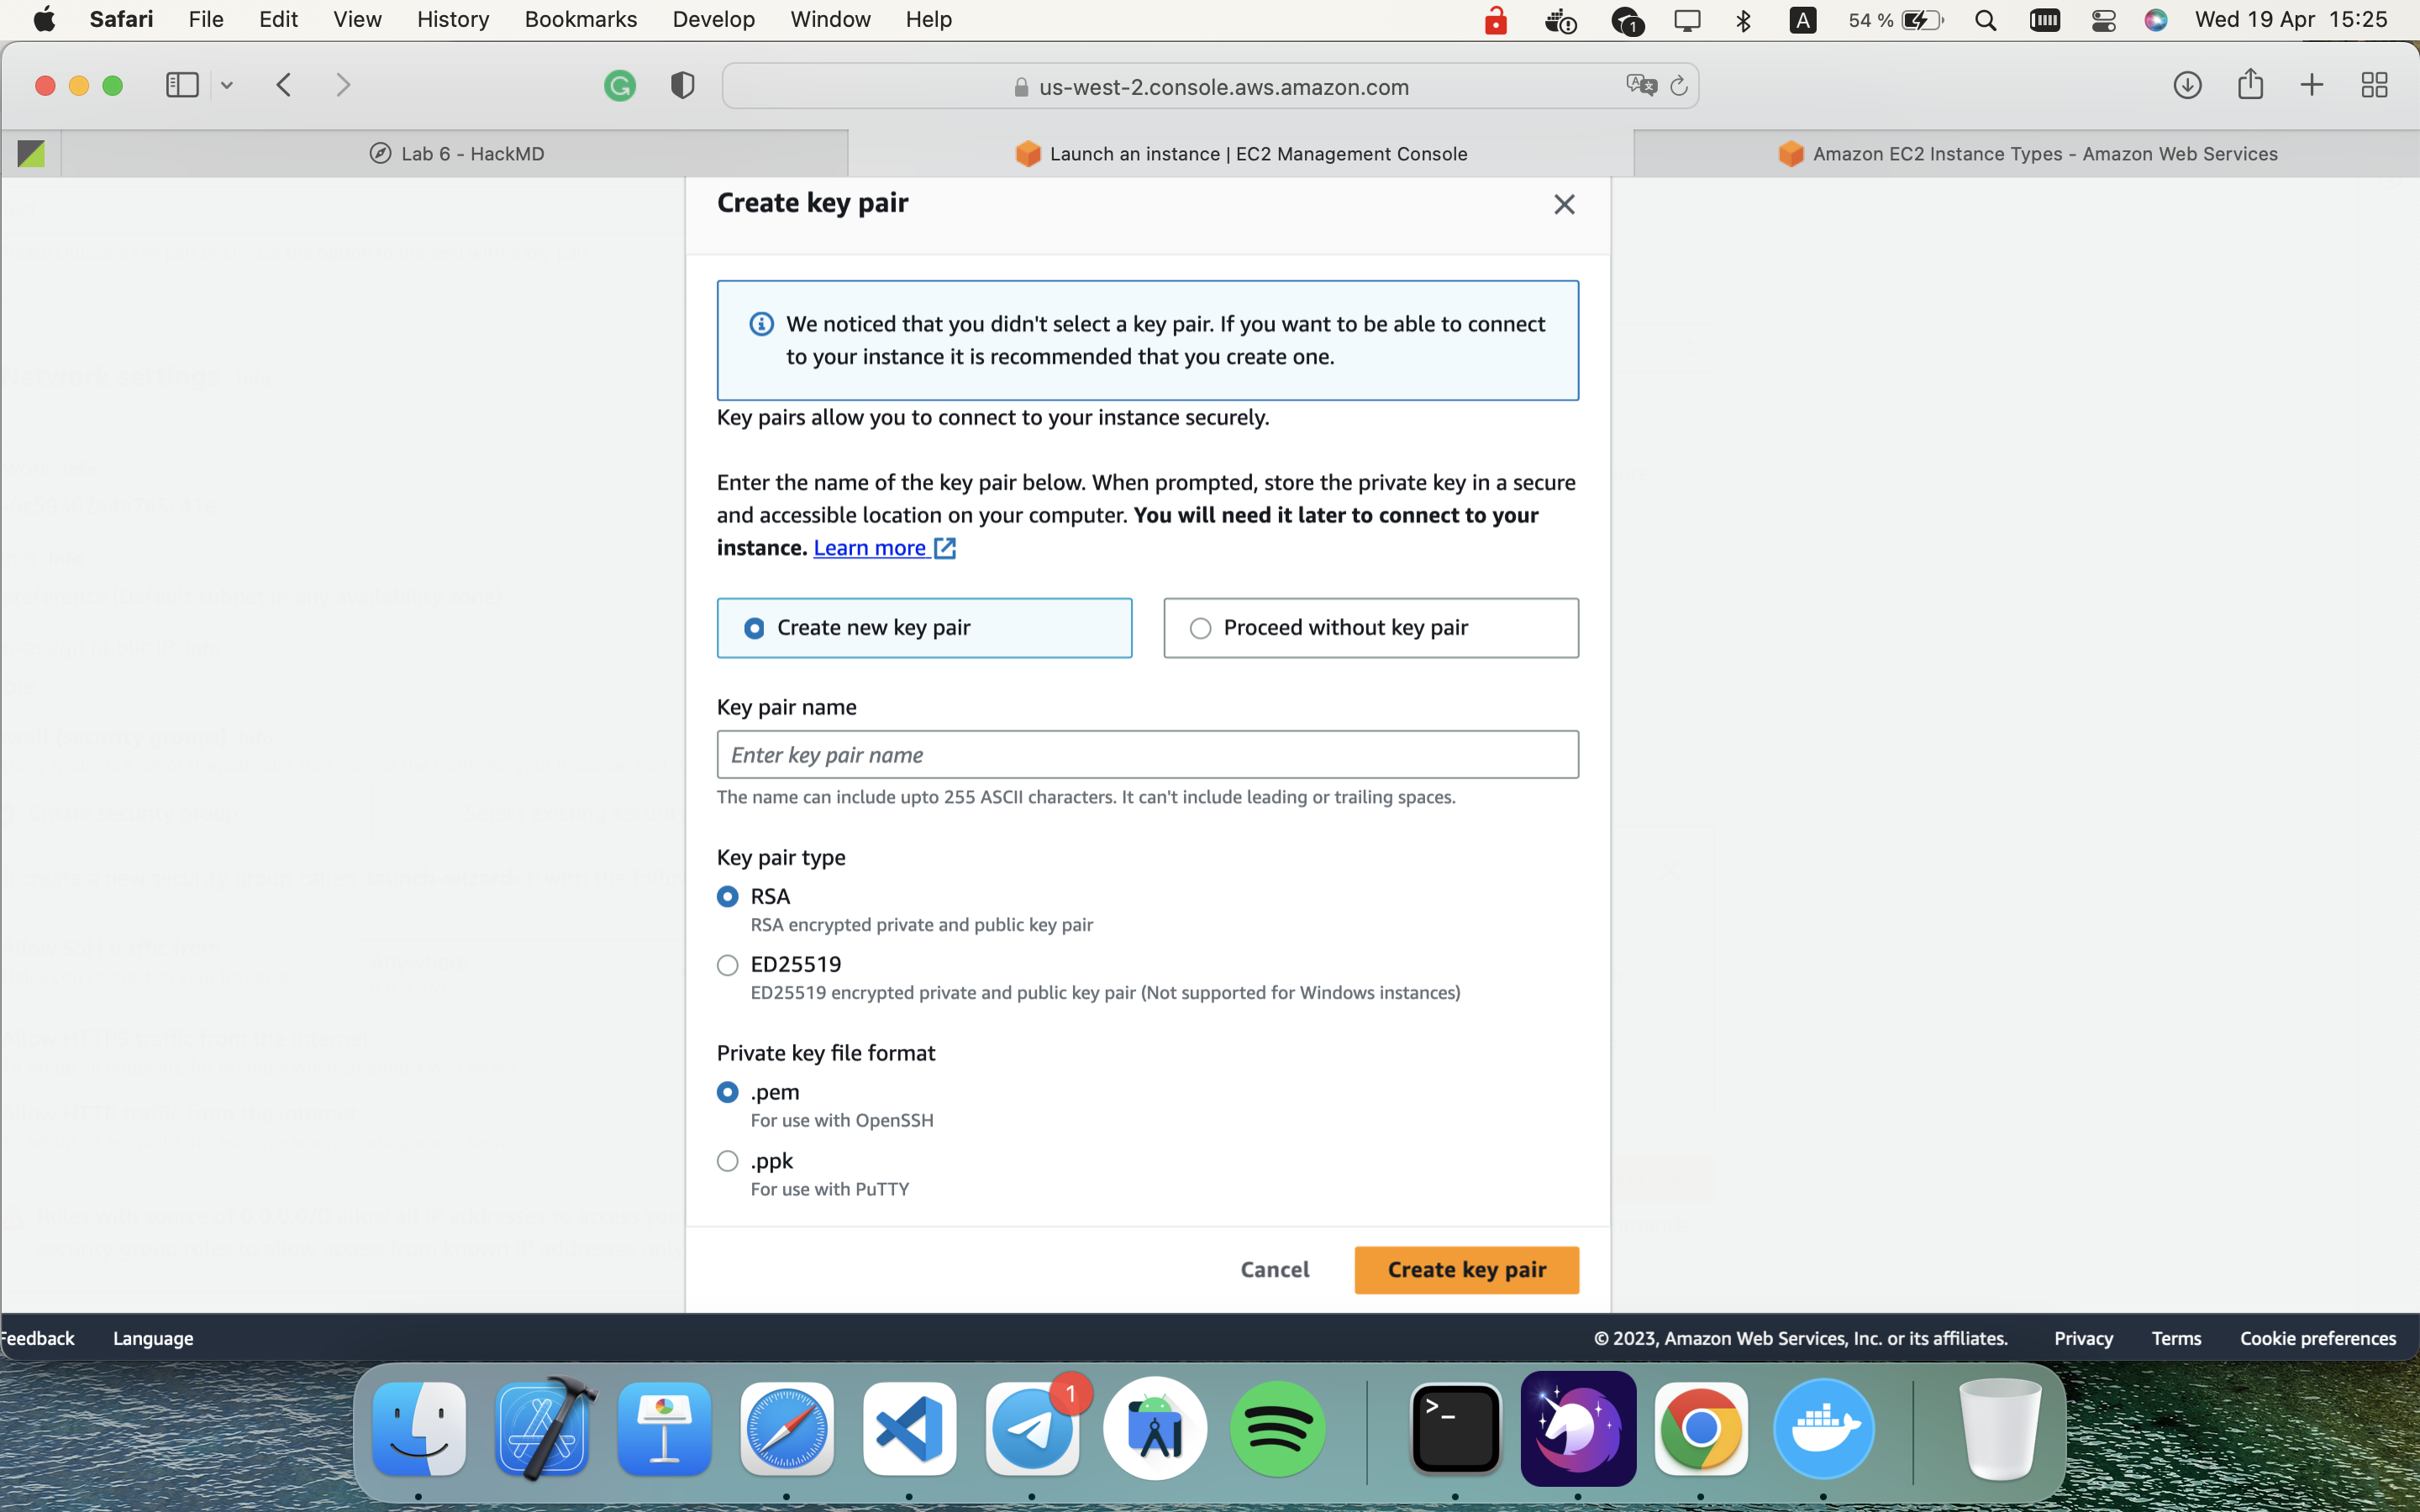 Safari File Edit View History Bookmarks Develop Window Help
1 A 54 % Wed 19 Apr 15:25
us-west-2.console.aws.amazon.com
Lab 6 - HackMD
Launch an instance | EC2 Management Console
Amazon EC2 Instance Types - Amazon Web Services
Create key pair
We noticed that you didn't select a key pair. If you want to be able to connect
to your instance it is recommended that you create one.
Key pairs allow you to connect to your instance securely.
Enter the name of the key pair below. When prompted, store the private key in a secure
and accessible location on your computer. You will need it later to connect to your
instance. Learn more
Create new key pair
Proceed without key pair
Key pair name
Enter key pair name
The name can include upto 255 ASCII characters. It can't include leading or trailing spaces.
Key pair type
RSA
RSA encrypted private and public key pair
ED25519
ED25519 encrypted private and public key pair (Not supported for Windows instances)
Private key file format
.pem
For use with OpenSSH
.ppk
For use with PuTTY
Cancel
Create key pair
Feedback Language
© 2023, Amazon Web Services, Inc. or its affiliates. Privacy Terms Cookie preferences
1